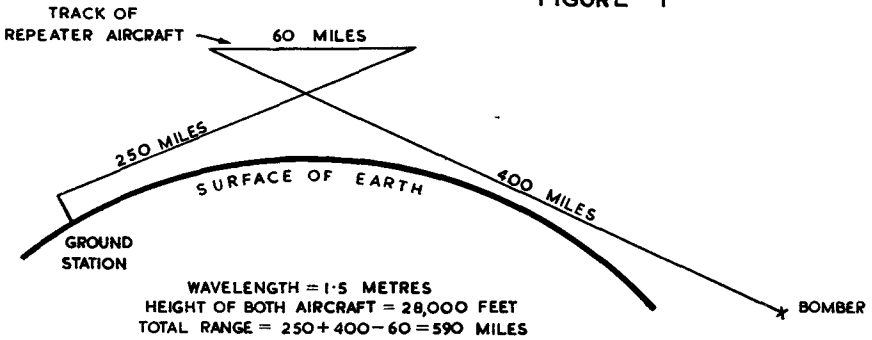 FIGURE 1
TRACK OF
REPEATER AIRCRAFT
60 MILES
250 MILES
SURFACE OF EARTH
400 MILES
GROUND
STATION
BOMBER
WAVELENGTH = 1·5 METRES
HEIGHT OF BOTH AIRCRAFT = 28,000 FEET
TOTAL RANGE = 250+400−60=590 MILES